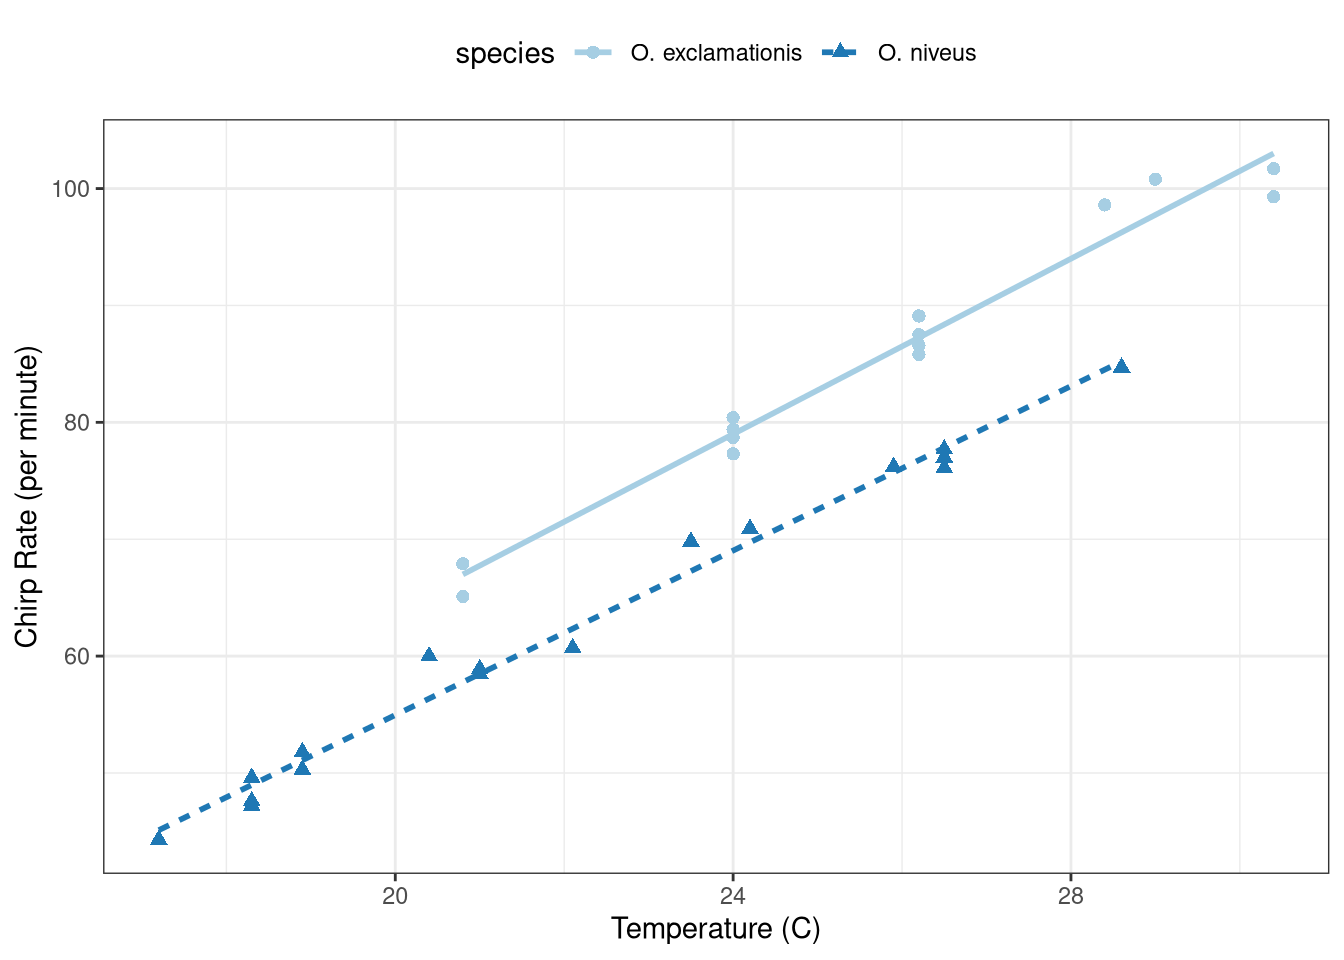 species O. exclamationis O. niveus
100
80
60
Chirp Rate (per minute)
20 24 28
Temperature (C)